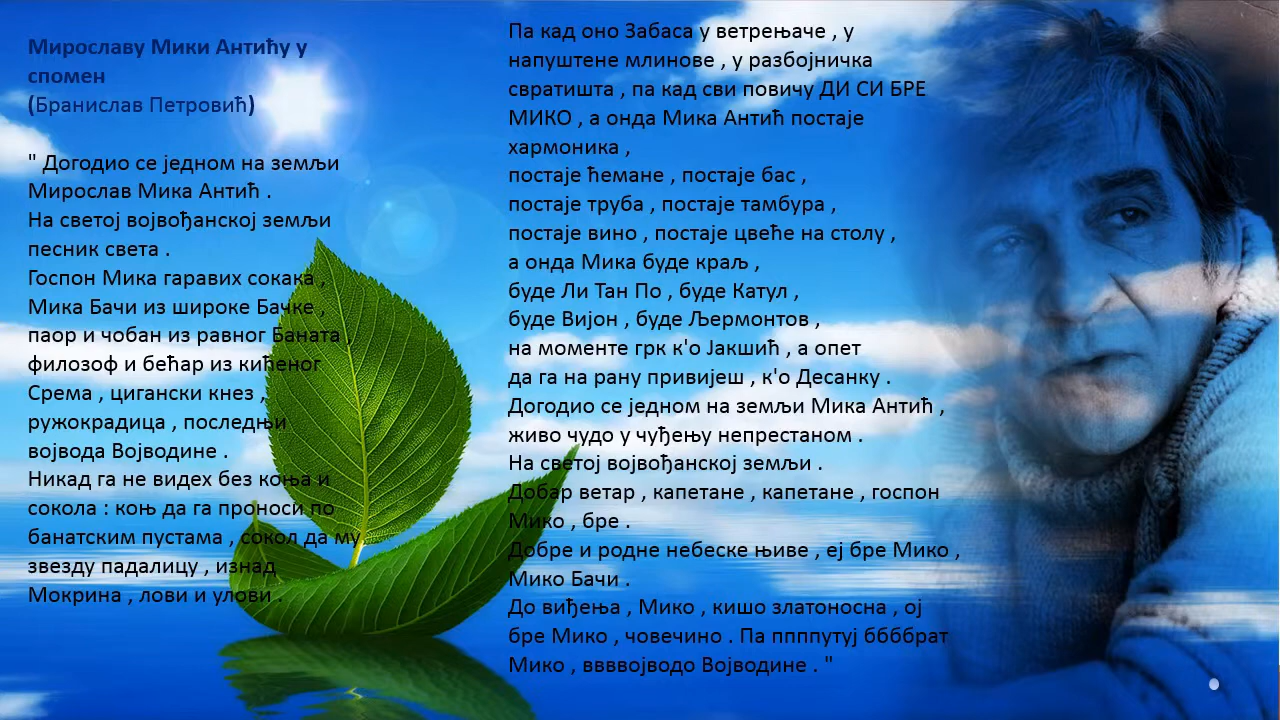 Мирославу Мики Антићу у
спомен
(Бранислав Петровић)
" Догодио се једном на земљи
Мирослав Мика Антић .
На светој војвођанској земљи
песник света .
Госпон Мика гаравих сокака ,
Мика Бачи из широке Бачке ,
паор и чобан из равног Баната ,
филозоф и бећар из кићеног
Срема , цигански кнез ,
ружокрадица , последњи
војвода Војводине .
Никад га не видех без коња и
сокола : коњ да га проноси по
банатским пустама , сокол да му
звезду падалицу , изнад
Мокрина , лови и улови .
Па кад оно Забаса у ветрењаче , у
напуштене млинове , у разбојничка
свратишта , па кад сви повичу ДИ СИ БРЕ
МИКО , а онда Мика Антић постаје
хармоника ,
постаје ћемане , постаје бас ,
постаје труба , постаје тамбура ,
постаје вино , постаје цвеће на столу ,
а онда Мика буде краљ ,
буде Ли Тан По , буде Катул ,
буде Вијон , буде Љермонтов ,
на моменте грк к'о Јакшић , а опет
да га на рану привијеш , к'о Десанку .
Догодио се једном на земљи Мика Антић ,
живо чудо у чуђењу непрестаном .
На светој војвођанској земљи .
Добар ветар , капетане , капетане , госпон
Мико , бре .
Добре и родне небеске њиве , еј бре Мико ,
Мико Бачи .
До виђења , Мико , кишо златоносна , ој
бре Мико , човечино . Па ппппутуј ббббрат
Мико , ввввојводо Војводине . "